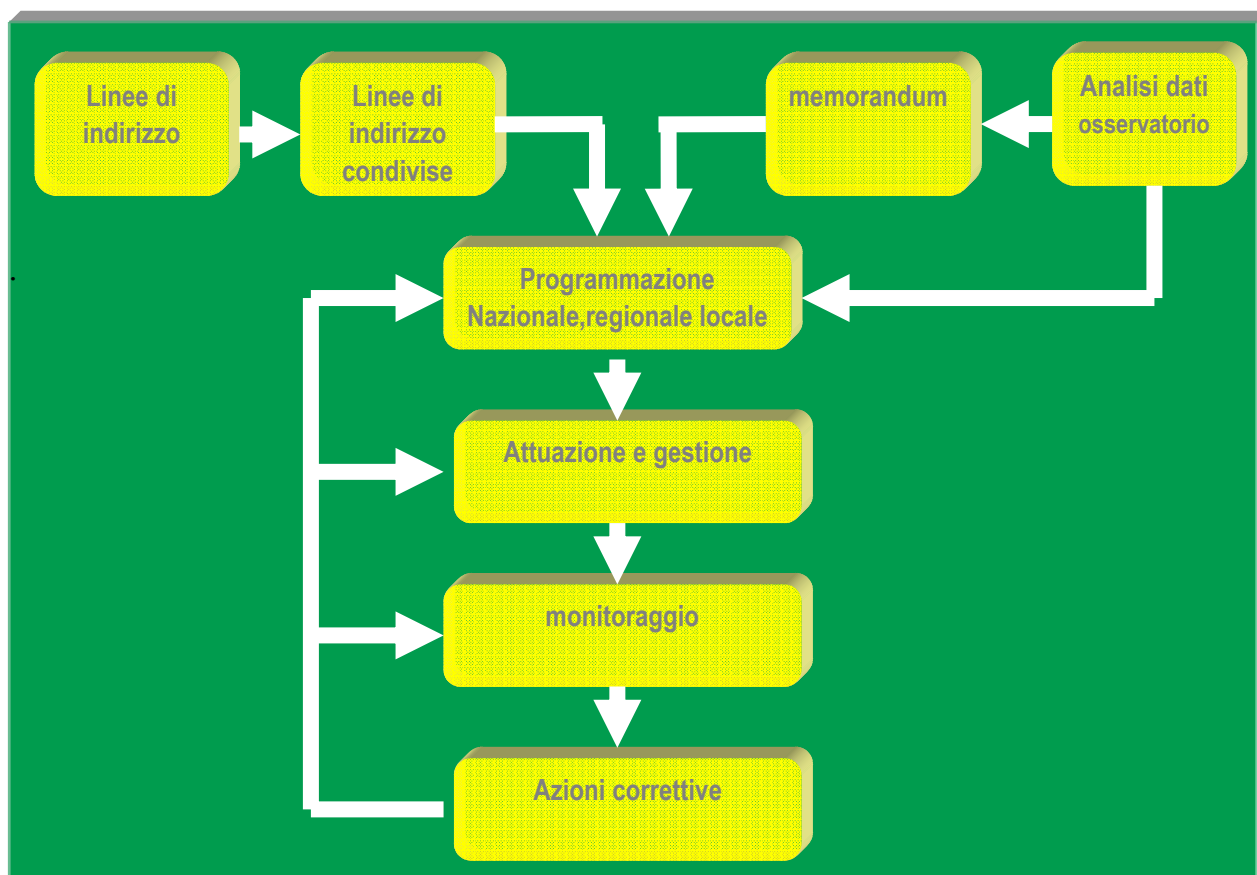 Linee di
indirizzo
Linee di
indirizzo
condivise
memorandum
Analisi dati
osservatorio
Programmazione
Nazionale,regionale locale
Attuazione e gestione
monitoraggio
Azioni correttive